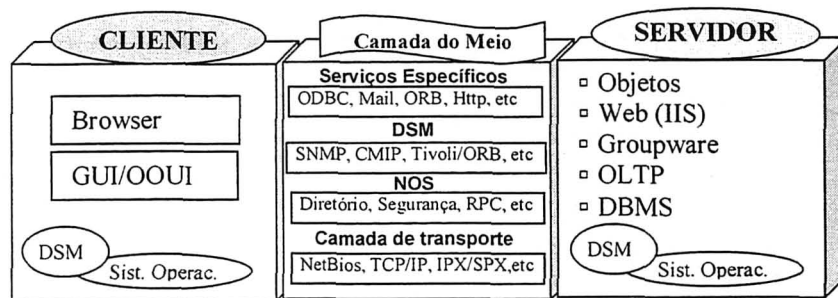 CLIENTE
Browser
GUI/OOUI
DSM
Sist. Operac.
Camada do Meio
Serviços Específicos
ODBC, Mail, ORB, Http, etc
DSM
SNMP, CMIP, Tivoli/ORB, etc
NOS
Diretório, Segurança, RPC, etc
Camada de transporte
NetBios, TCP/IP, IPX/SPX,etc
SERVIDOR
▫ Objetos
▫ Web (IIS)
▫ Groupware
▫ OLTP
▫ DBMS
DSM
Sist. Operac.